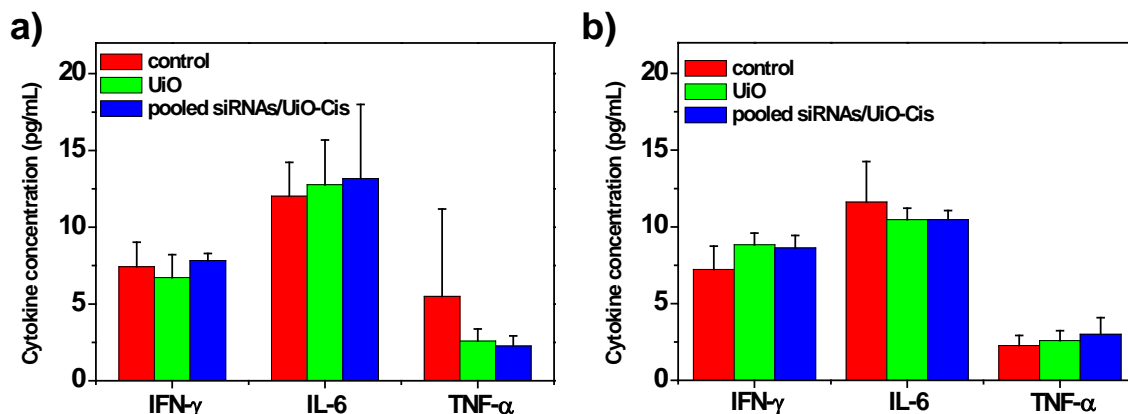 a)
Cytokine concentration (pg/mL)
20
15
10
5
0
control
UiO
pooled siRNAs/UiO-Cis
IFN-γ IL-6 TNF-α
b)
Cytokine concentration (pg/mL)
20
15
10
5
0
control
UiO
pooled siRNAs/UiO-Cis
IFN-γ IL-6 TNF-α